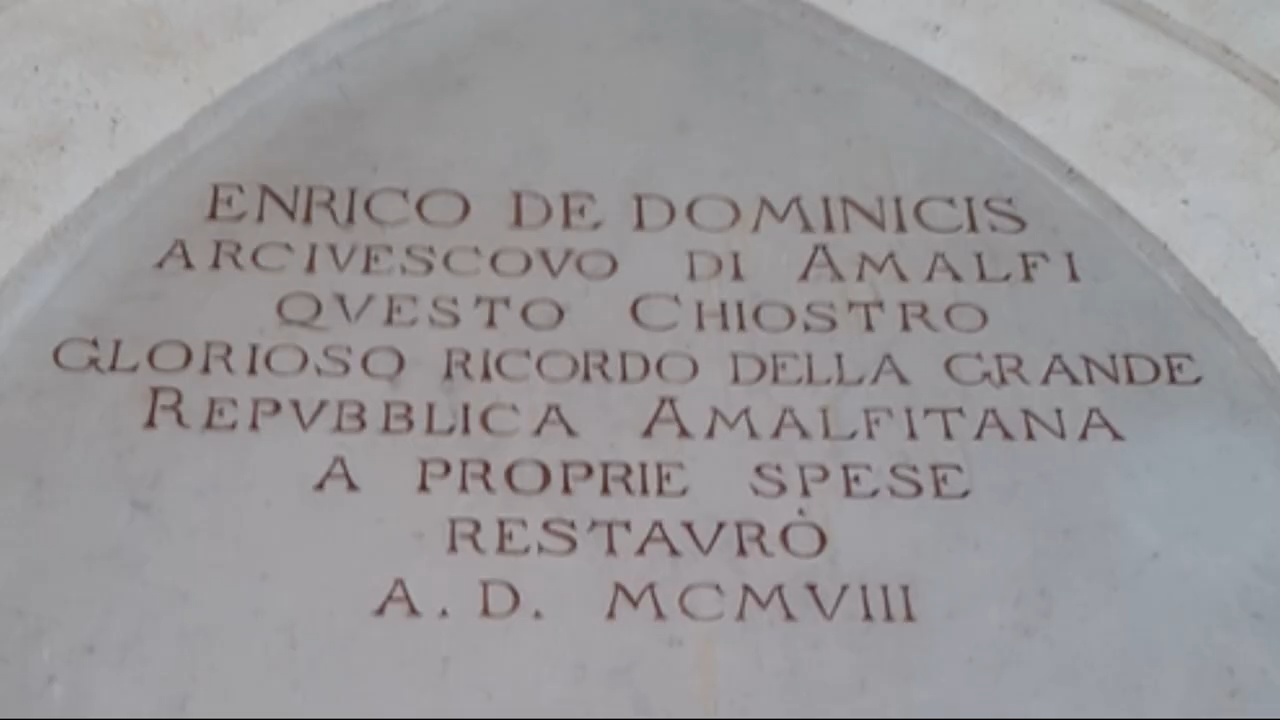 ENRICO DE DOMINICIS
ARCIVESCOVO DI AMALFI
QVESTO CHIOSTRO
GLORIOSO RICORDO DELLA GRANDE
REPVBBLICA AMALFITANA
A PROPRIE SPESE
RESTAVRÒ
A. D. MCMVIII